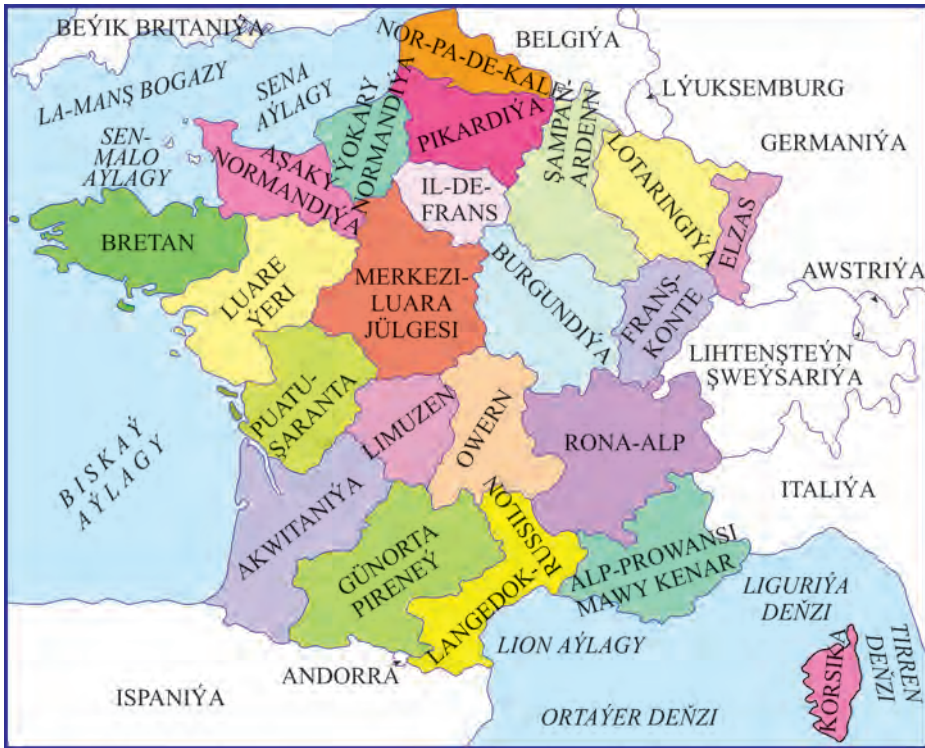 BEÝIK BRITANIÝA
NOR-PA-DE-KALE
BELGIÝA
LA-MANŞ BOGAZY
SENA
AÝLAGY
LÝUKSEMBURG
SEN-
MALO
AÝLAGY
AŞAKY
NORMANDIÝA
ÝOKARY
NORMANDIÝA
PIKARDIÝA
ŞAMPAN-
ARDENN
LOTARINGIÝA
GERMANIÝA
IL-DE-
FRANS
ELZAS
BRETAN
LUARE
ÝERI
MERKEZI-
LUARA
JÜLGESI
BURGUNDIÝA
FRANŞ-
KONTE
AWSTRIÝA
LIHTENŞTEÝN
ŞWEÝSARIÝA
PUATU-
ŞARANTA
LIMUZEN
OWERN
RONA-ALP
BISKAÝ
AÝLAGY
ITALIÝA
AKWITANIÝA
GÜNORTA
PIRENEÝ
LANGEDOK-
RUSSILON
ALP-PROWANSI
MAWY KENAR
LIGURIÝA
DEŇZI
LION AÝLAGY
TIRREN
DEŇZI
KORSIKA
ANDORRA
ISPANIÝA
ORTAÝER DEŇZI